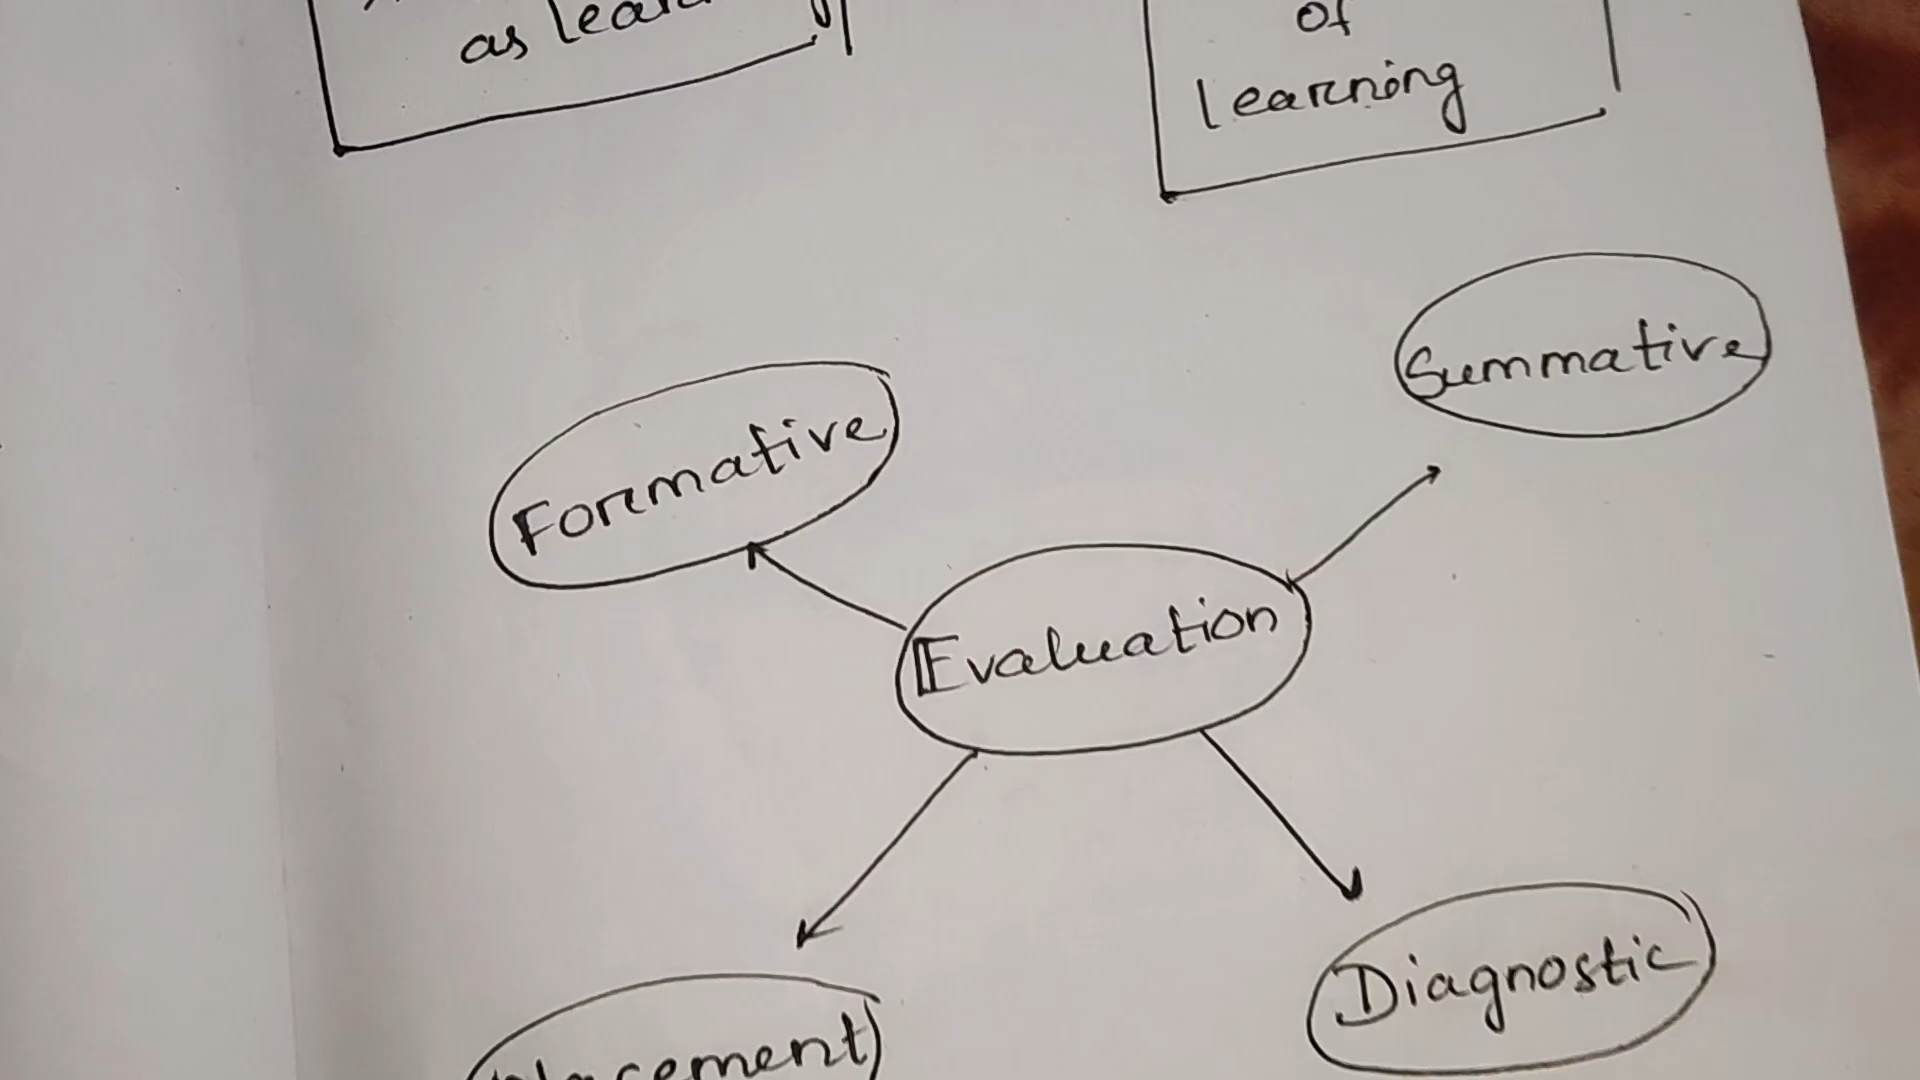 as
of
learning
Summative
Formative
Evaluation
Diagnostic